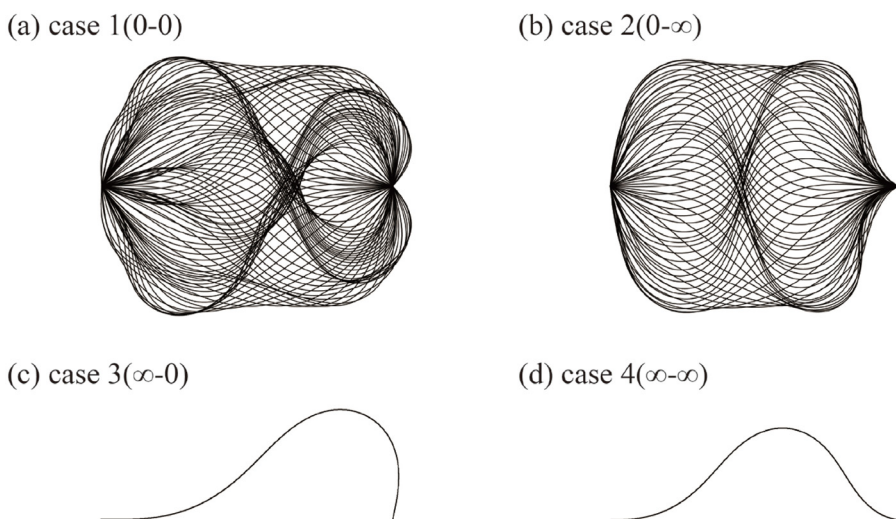 (a) case 1(0-0)
(b) case 2(0-∞)
(c) case 3(∞-0)
(d) case 4(∞-∞)